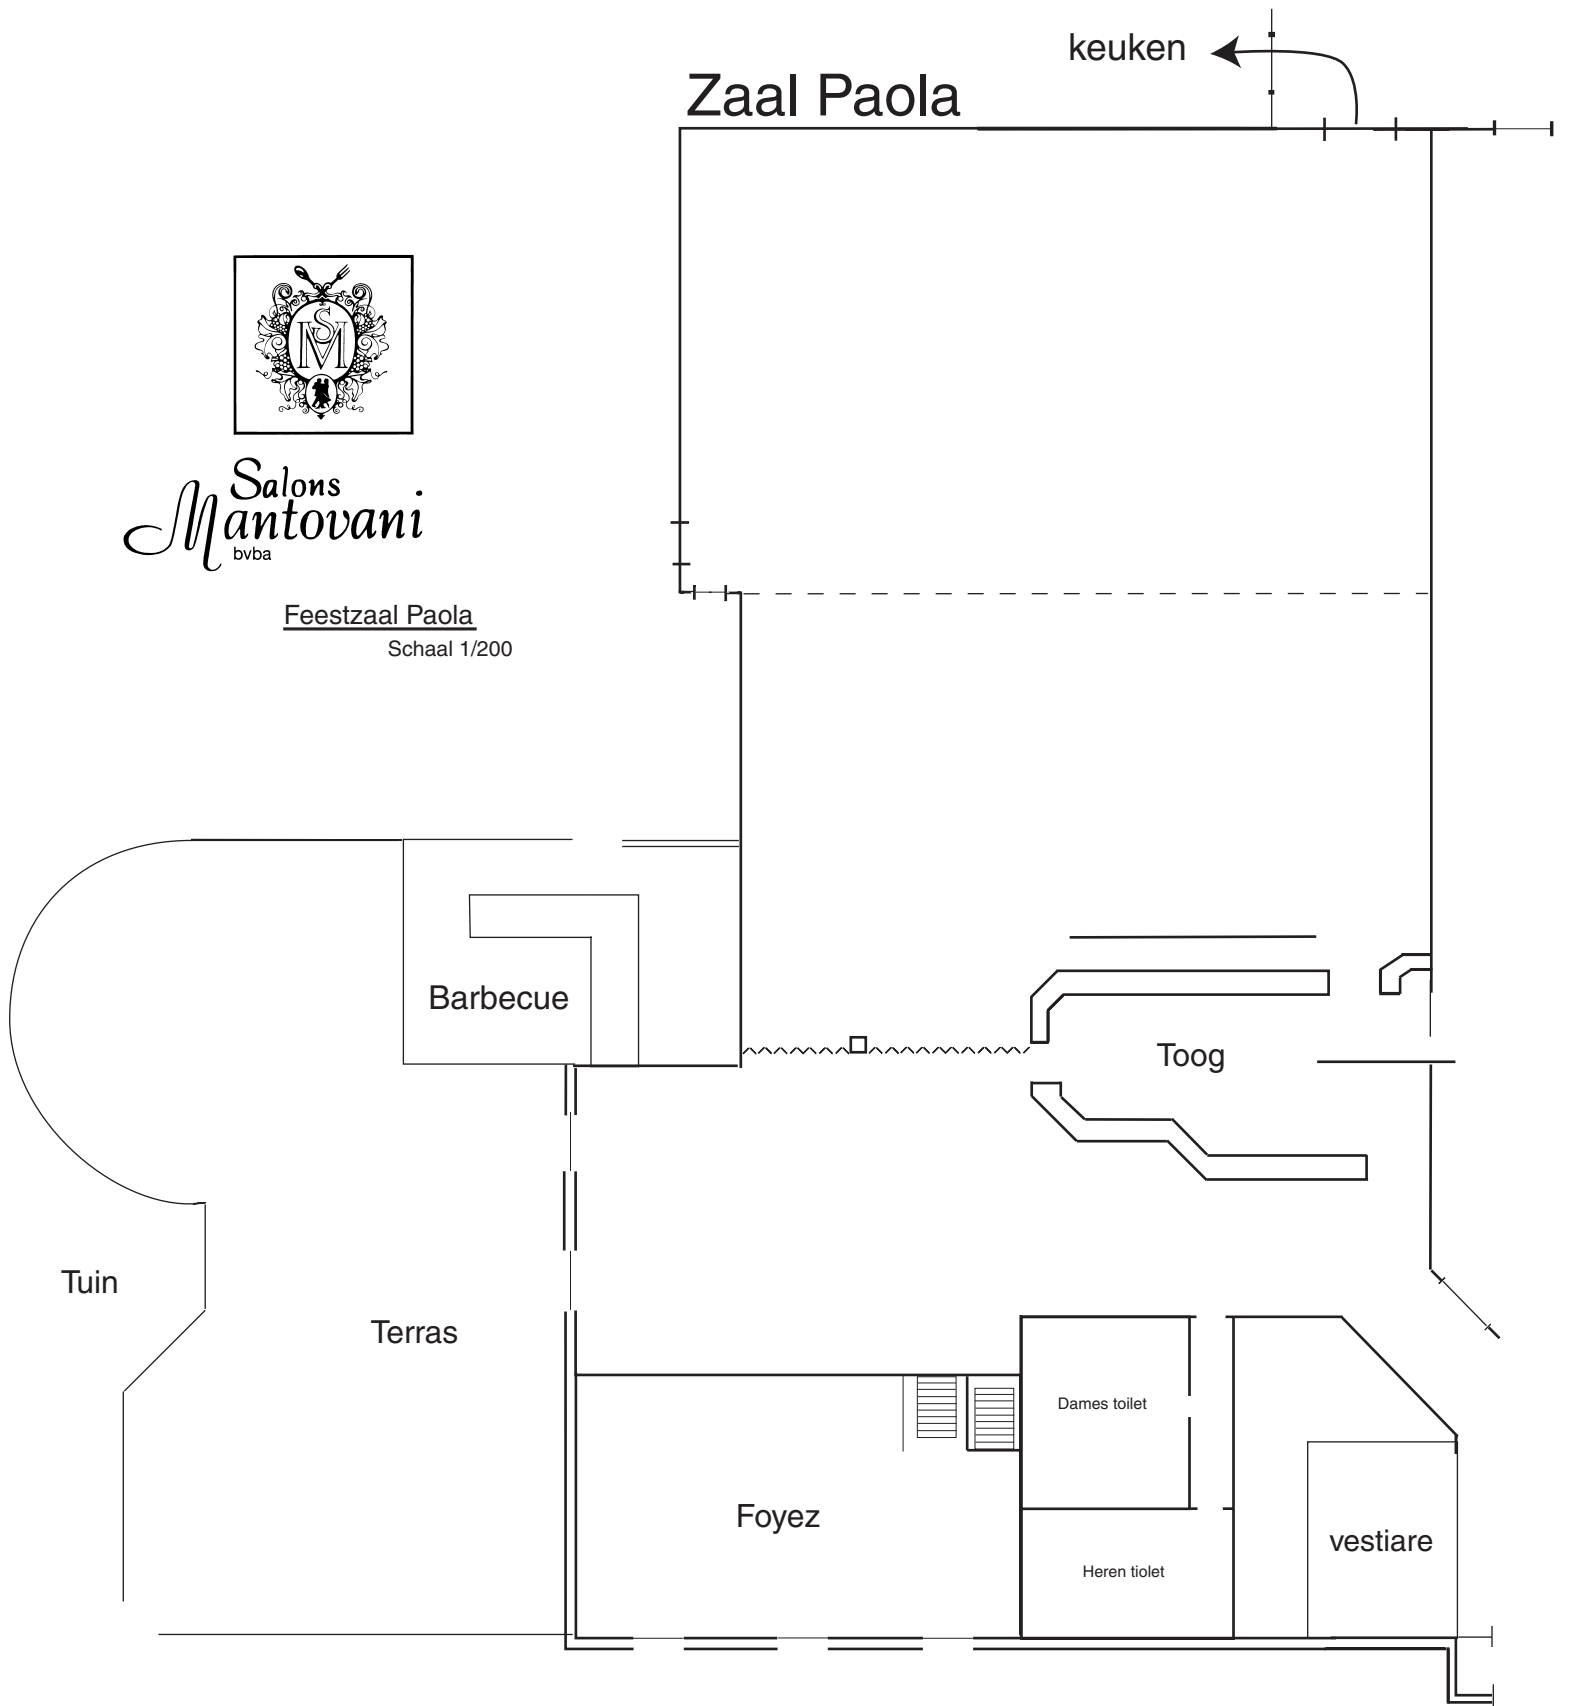 keuken
Zaal Paola
SM
Salons
Mantovani
bvba
Feestzaal Paola
Schaal 1/200
Barbecue
Toog
Tuin
Terras
Dames toilet
Foyez
vestiare
Heren tiolet